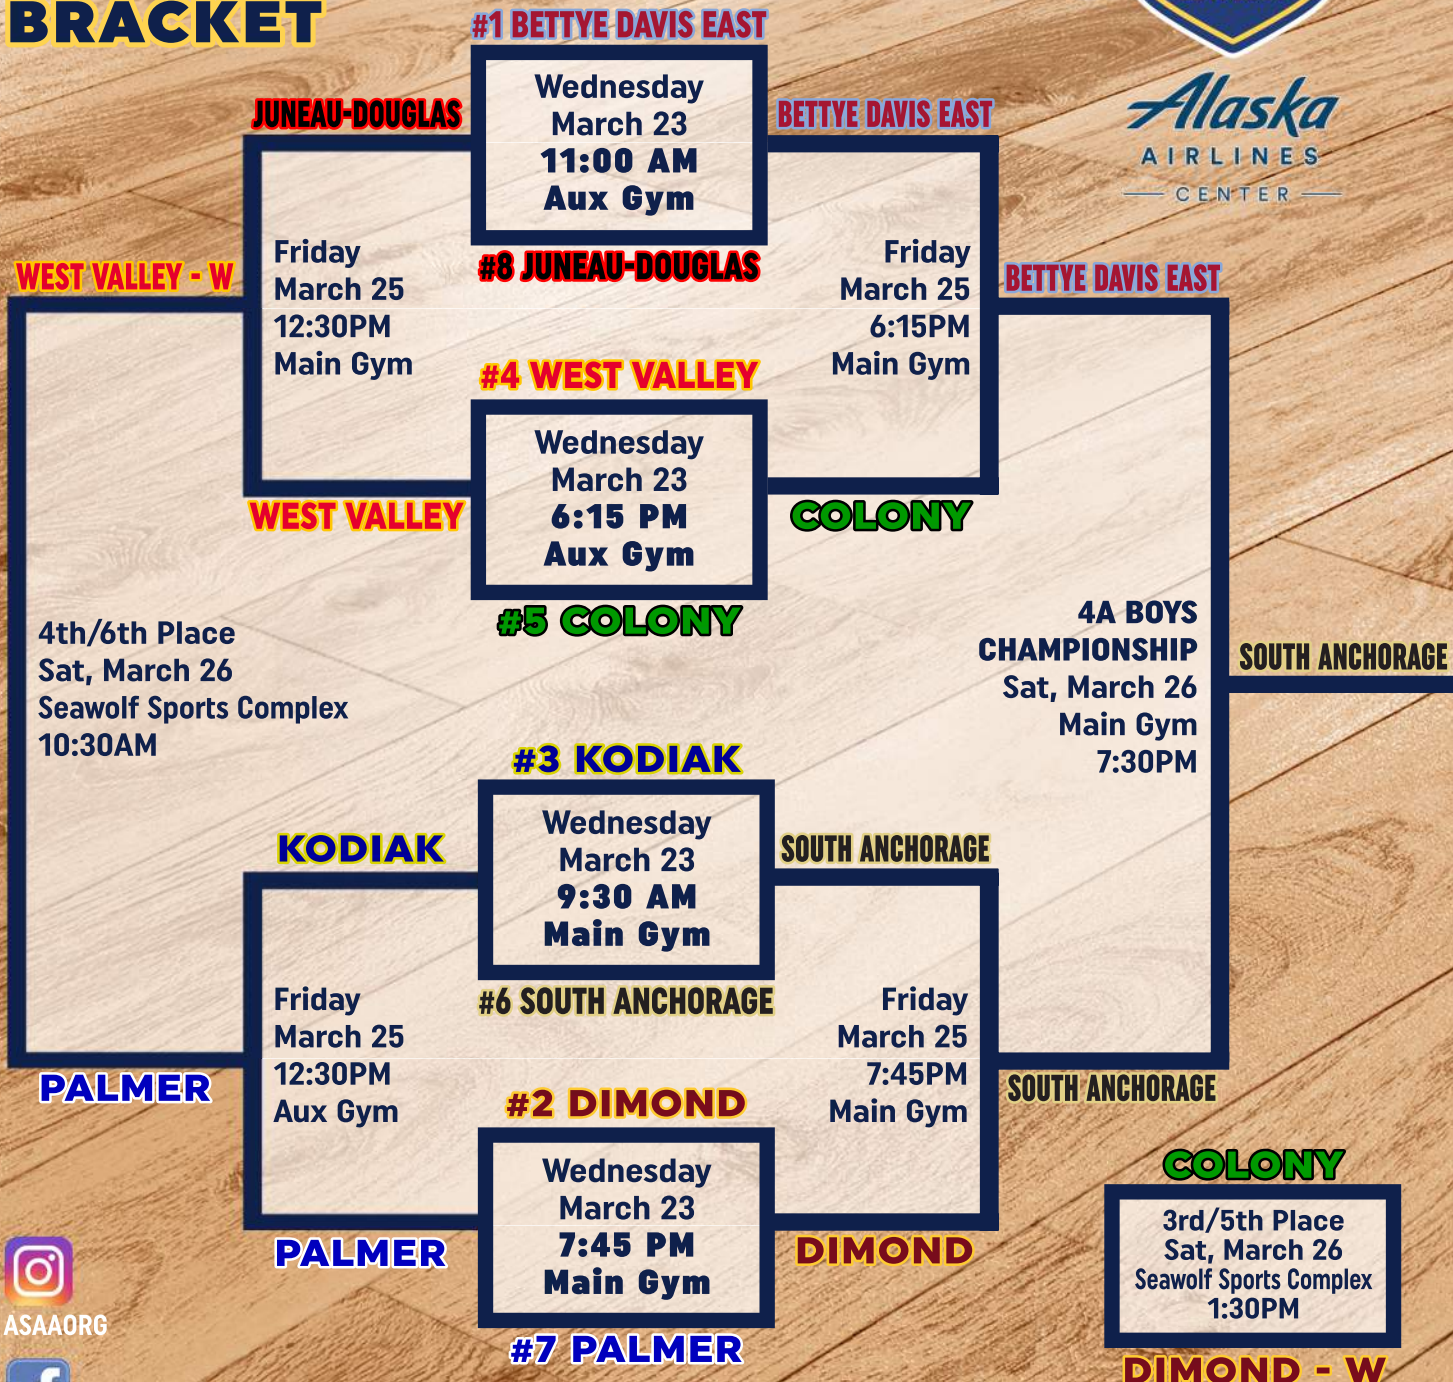 BRACKET
#1 BETTYE DAVIS EAST
Wednesday
March 23
11:00 AM
Aux Gym
#8 JUNEAU-DOUGLAS
JUNEAU-DOUGLAS
BETTYE DAVIS EAST
Alaska
AIRLINES
CENTER
WEST VALLEY - W
Friday
March 25
12:30PM
Main Gym
Friday
March 25
6:15PM
Main Gym
BETTYE DAVIS EAST
#4 WEST VALLEY
Wednesday
March 23
6:15 PM
Aux Gym
#5 COLONY
WEST VALLEY
COLONY
4th/6th Place
Sat, March 26
Seawolf Sports Complex
10:30AM
4A BOYS
CHAMPIONSHIP
Sat, March 26
Main Gym
7:30PM
SOUTH ANCHORAGE
#3 KODIAK
Wednesday
March 23
9:30 AM
Main Gym
#6 SOUTH ANCHORAGE
KODIAK
SOUTH ANCHORAGE
Friday
March 25
12:30PM
Aux Gym
Friday
March 25
7:45PM
Main Gym
PALMER
SOUTH ANCHORAGE
#2 DIMOND
Wednesday
March 23
7:45 PM
Main Gym
#7 PALMER
PALMER
DIMOND
COLONY
3rd/5th Place
Sat, March 26
Seawolf Sports Complex
1:30PM
DIMOND - W
ASAAORG